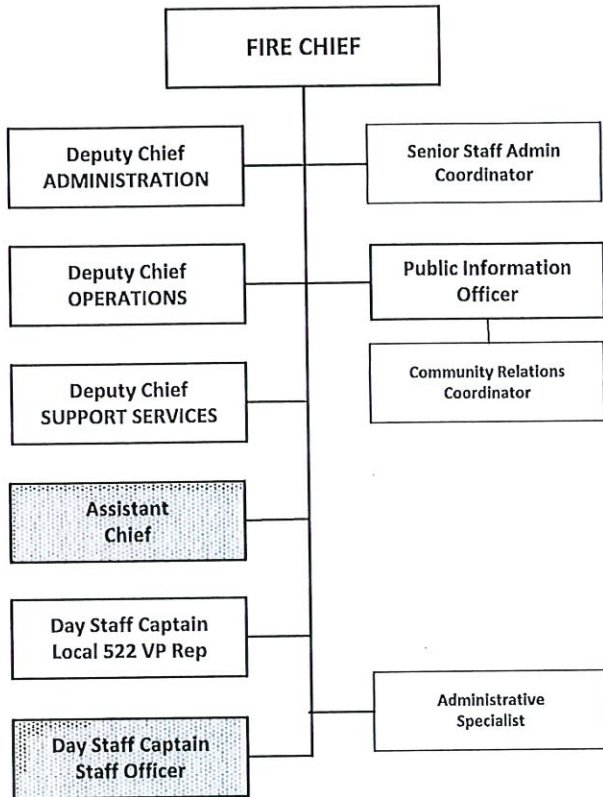 FIRE CHIEF
Deputy Chief
ADMINISTRATION
Senior Staff Admin
Coordinator
Deputy Chief
OPERATIONS
Public Information
Officer
Deputy Chief
SUPPORT SERVICES
Community Relations
Coordinator
Assistant
Chief
Day Staff Captain
Local 522 VP Rep
Administrative
Specialist
Day Staff Captain
Staff Officer